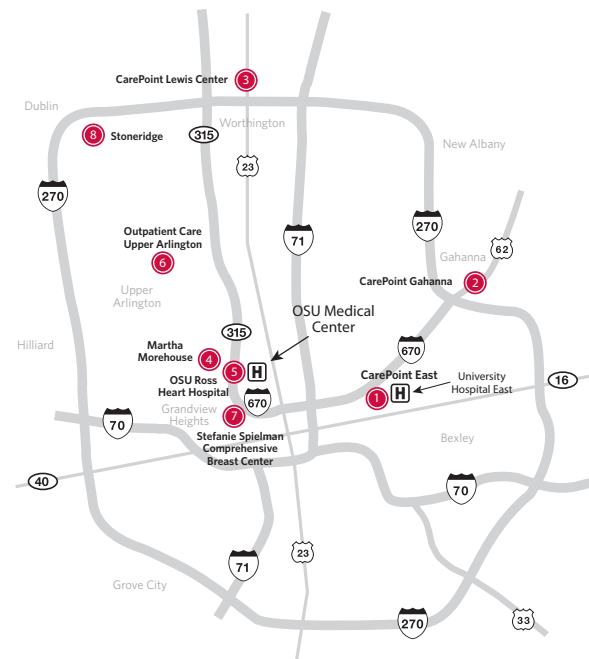 CarePoint Lewis Center
3
Dublin
Worthington
8
Stoneridge
315
New Albany
23
270
270
71
62
Outpatient Care
Upper Arlington
6
Gahanna
CarePoint Gahanna
2
Upper
Arlington
OSU Medical
Center
315
Hilliard
Martha
Morehouse
4
670
5
H
OSU Ross
Heart Hospital
CarePoint East
1
H
University
Hospital East
16
670
Grandview
Heights
7
70
Stefanie Spielman
Comprehensive
Breast Center
Bexley
40
70
23
71
Grove City
270
33